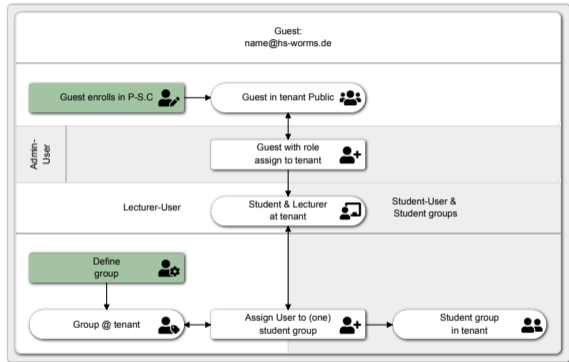 Guest:
name@hs-worms.de
Guest enrolls in P-S.C
Guest in tenant Public
Admin-
User
Guest with role
assign to tenant
Lecturer-User
Student & Lecturer
at tenant
Student-User &
Student groups
Define
group
Group @ tenant
Assign User to (one)
student group
Student group
in tenant